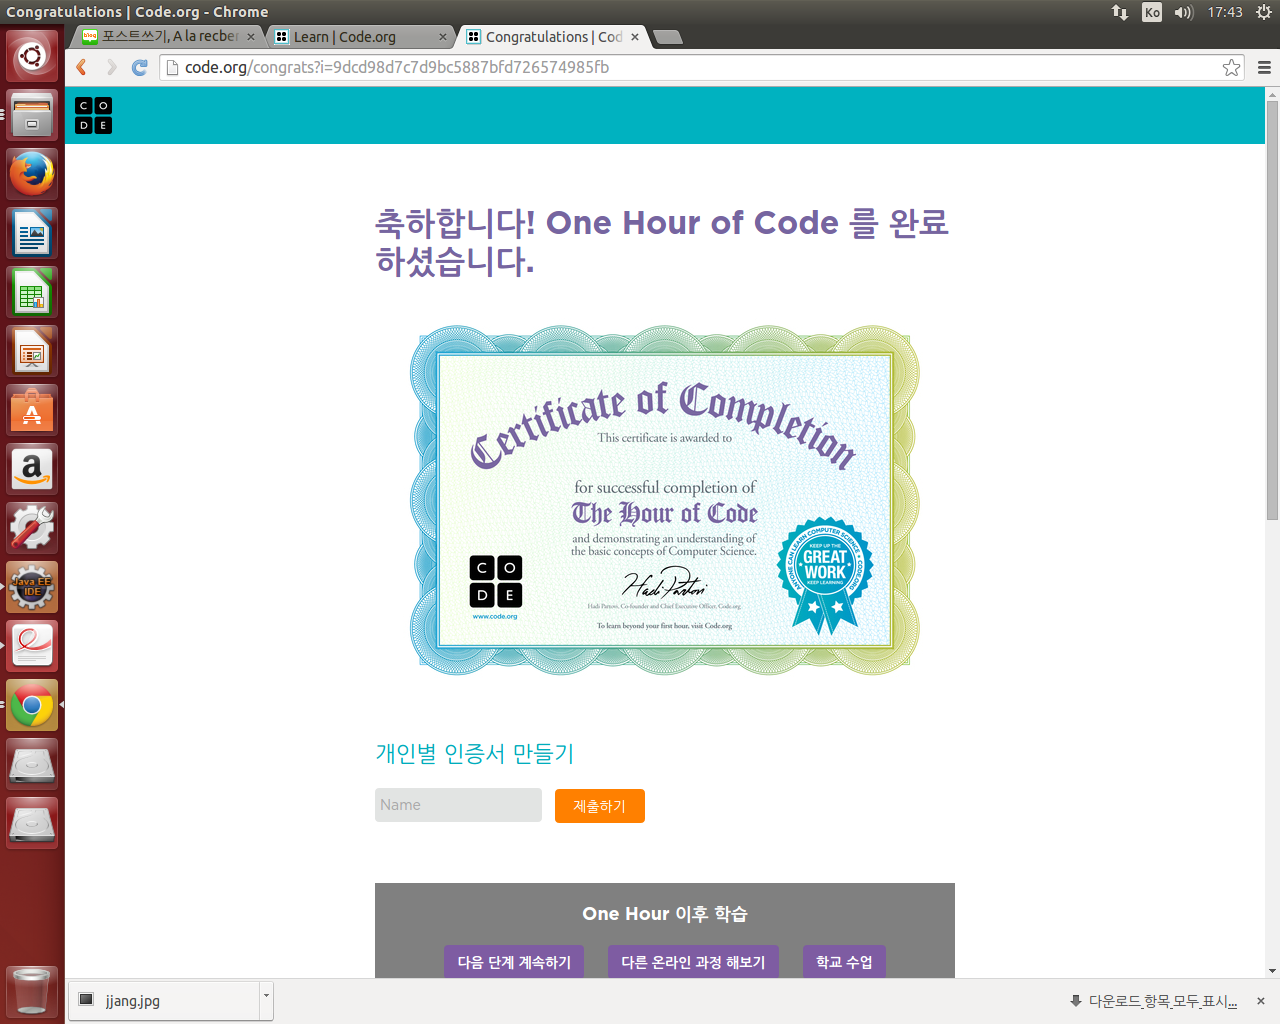 Congratulations | Code.org - Chrome
Ko
17:43
포스트쓰기, A la recher
Learn | Code.org
Congratulations | Cod
code.org/congrats?i=9dcd98d7c7d9bc5887bfd726574985fb
C O D E
축하합니다! One Hour of Code 를 완료
하셨습니다.
Certificate of Completion
This certificate is awarded to
for successful completion of
The Hour of Code
and demonstrating an understanding of
the basic concepts of Computer Science.
C O D E
www.code.org
Hadi Partovi
Hadi Partovi, Co-founder and Chief Executive Officer, Code.org
To learn beyond your first hour, visit Code.org
ANYONE CAN LEARN COMPUTER SCIENCE
CODE.ORG
KEEP UP THE
GREAT
WORK
KEEP LEARNING
Java EE
IDE
개인별 인증서 만들기
Name
제출하기
One Hour 이후 학습
다음 단계 계속하기
다른 온라인 과정 해보기
학교 수업
jjang.jpg
다운로드 항목 모두 표시...